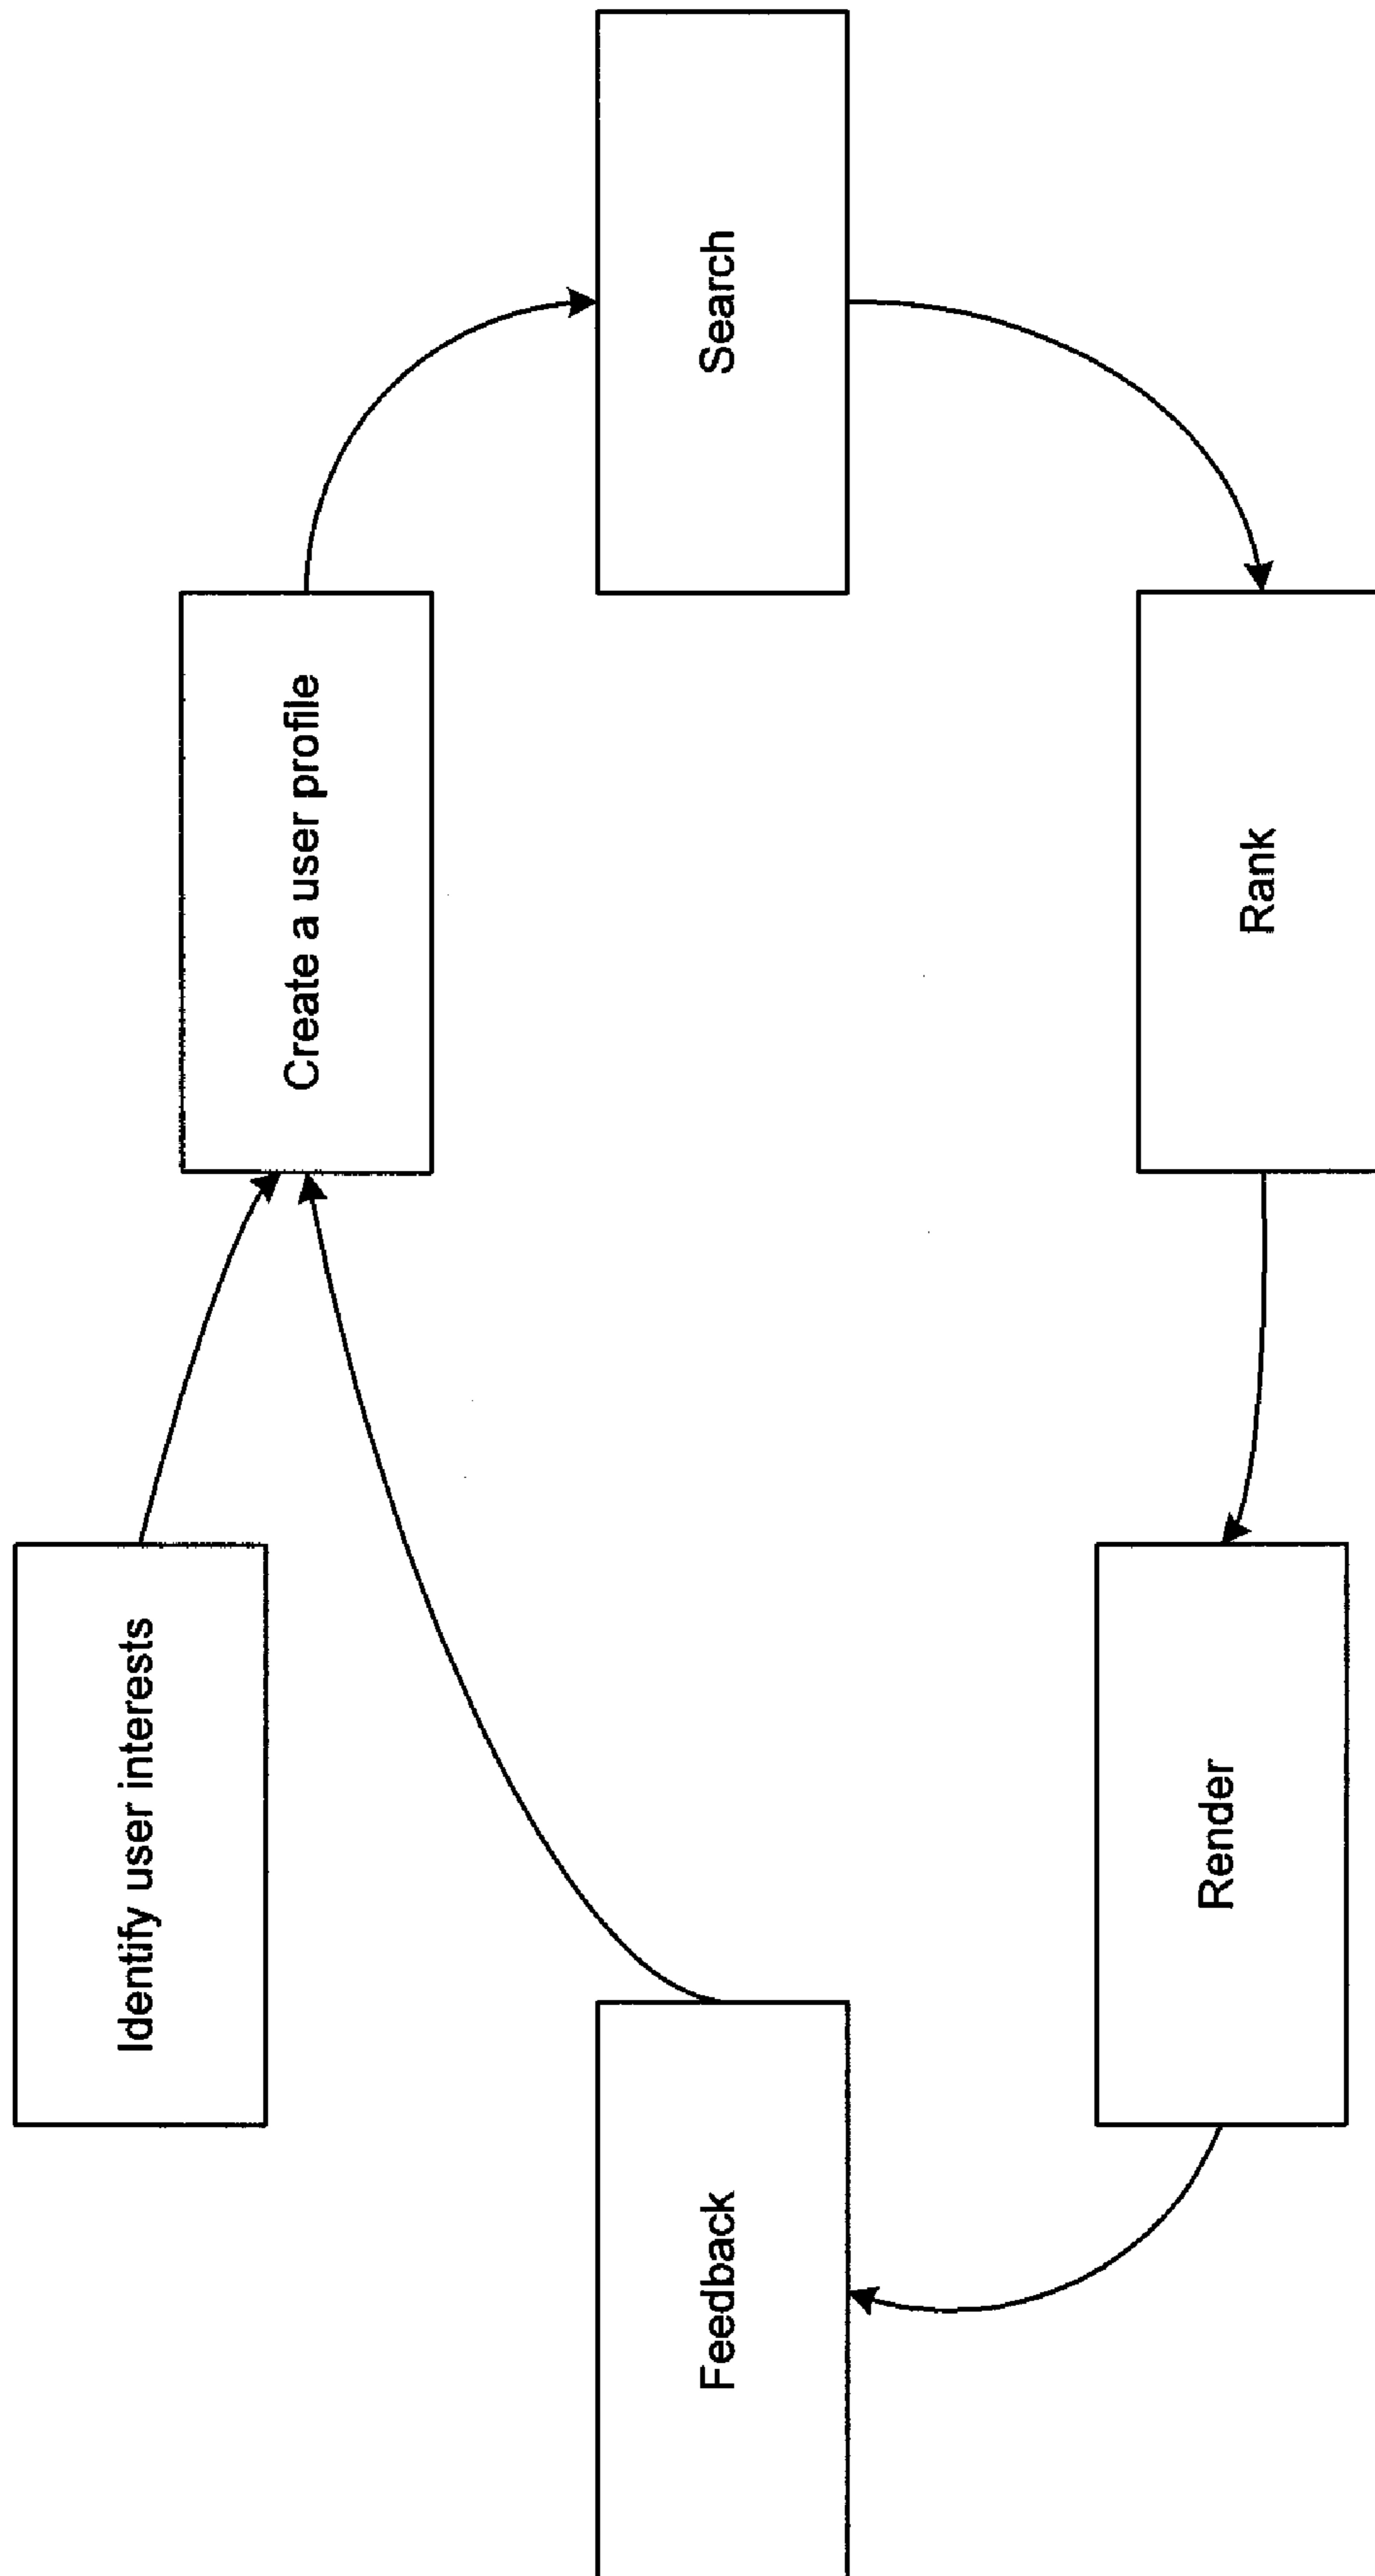 Identify user interests
Create a user profile
Search
Rank
Render
Feedback